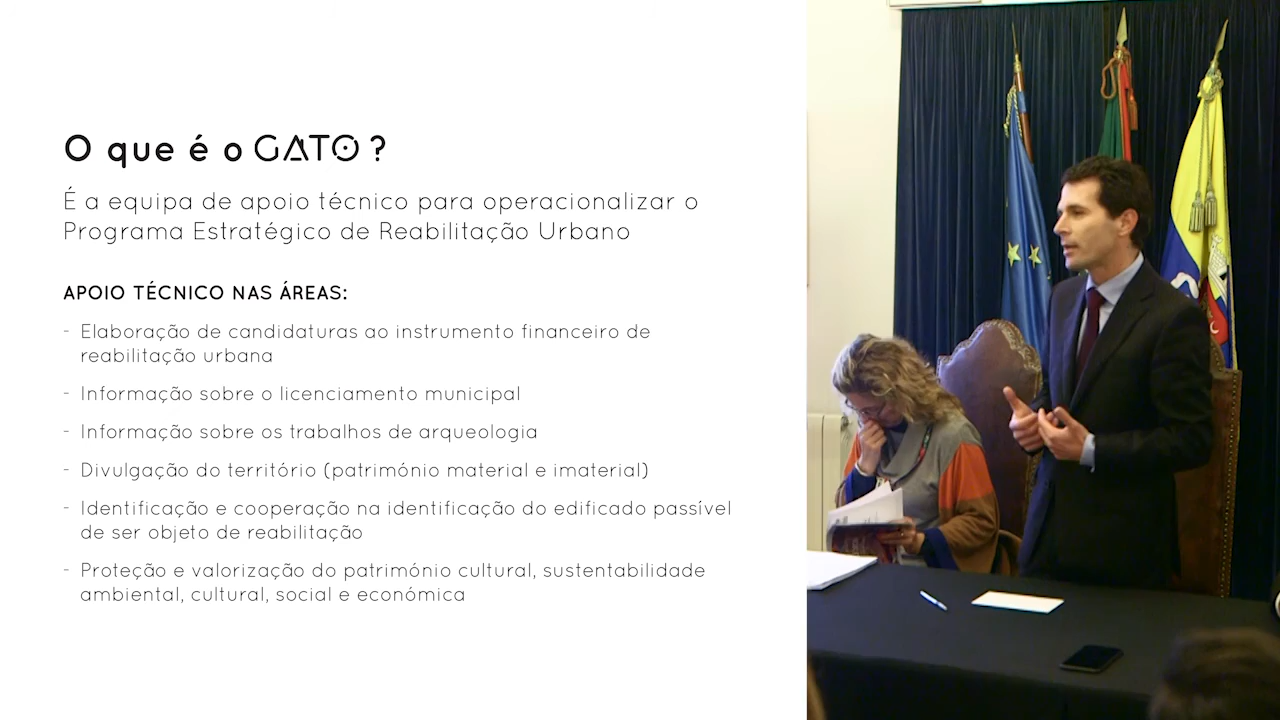 O que é o GATO?
É a equipa de apoio técnico para operacionalizar o
Programa Estratégico de Reabilitação Urbano
APOIO TÉCNICO NAS ÁREAS:
- Elaboração de candidaturas ao instrumento financeiro de
reabilitação urbana
- Informação sobre o licenciamento municipal
- Informação sobre os trabalhos de arqueologia
- Divulgação do território (património material e imaterial)
- Identificação e cooperação na identificação do edificado passível
de ser objeto de reabilitação
- Proteção e valorização do património cultural, sustentabilidade
ambiental, cultural, social e económica